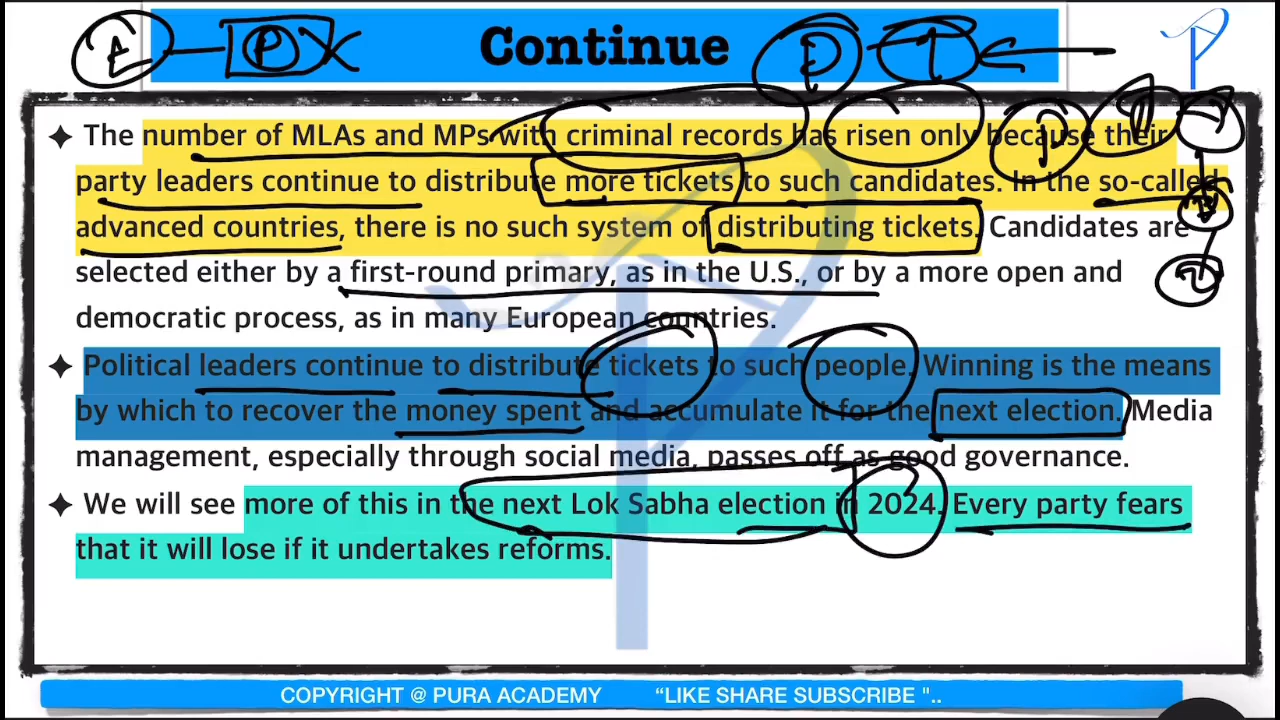 Continue
✦ The number of MLAs and MPs with criminal records has risen only because their
party leaders continue to distribute more tickets to such candidates. In the so-called
advanced countries, there is no such system of distributing tickets. Candidates are
selected either by a first-round primary, as in the U.S., or by a more open and
democratic process, as in many European countries.
✦ Political leaders continue to distribute tickets to such people. Winning is the means
by which to recover the money spent and accumulate it for the next election. Media
management, especially through social media, passes off as good governance.
✦ We will see more of this in the next Lok Sabha election in 2024. Every party fears
that it will lose if it undertakes reforms.
COPYRIGHT @ PURA ACADEMY “LIKE SHARE SUBSCRIBE "..